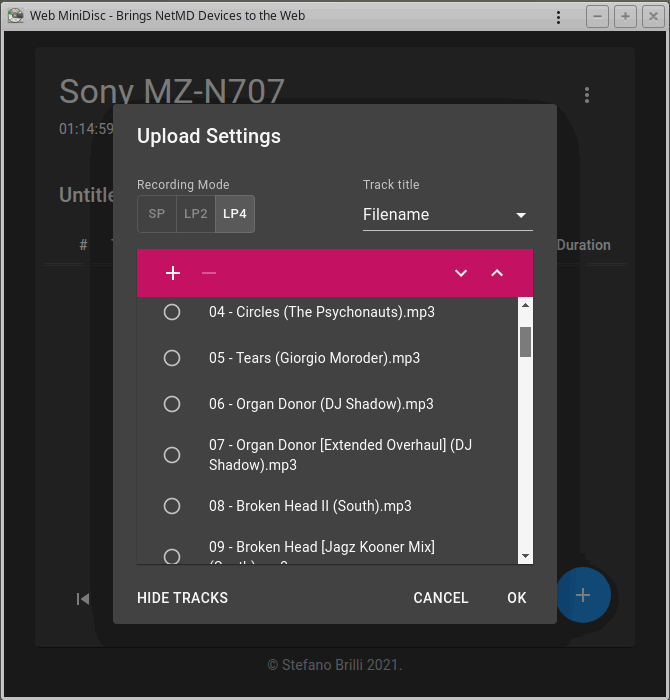 Web MiniDisc - Brings NetMD Devices to the Web
Sony MZ-N707
01:14:59
Upload Settings
Recording Mode
Track title
SP LP2 LP4
Filename
#
Duration
04 - Circles (The Psychonauts).mp3
05 - Tears (Giorgio Moroder).mp3
06 - Organ Donor (DJ Shadow).mp3
07 - Organ Donor [Extended Overhaul] (DJ
Shadow).mp3
08 - Broken Head II (South).mp3
09 - Broken Head [Jagz Kooner Mix]
HIDE TRACKS
CANCEL
OK
© Stefano Brilli 2021.